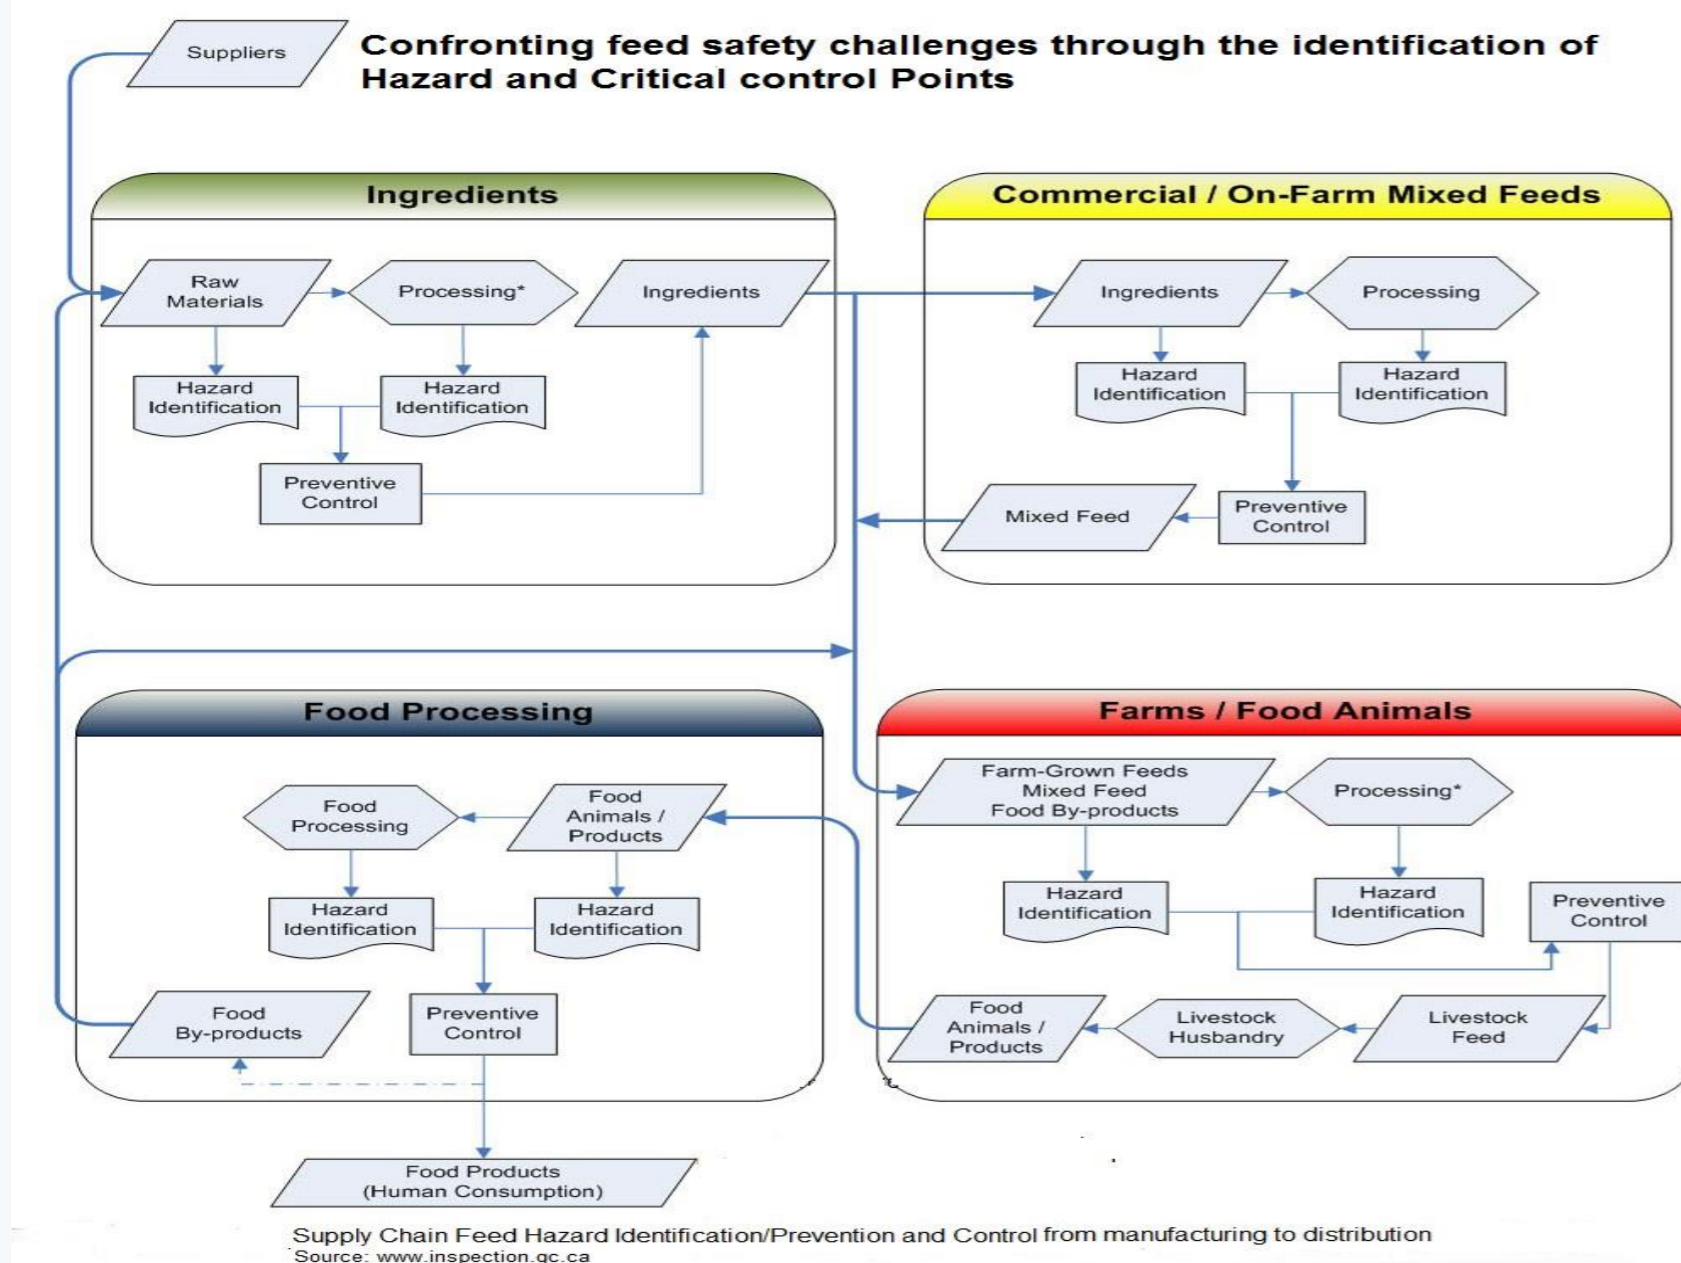 Suppliers
Confronting feed safety challenges through the identification of
Hazard and Critical control Points
Ingredients
Raw
Materials
Processing*
Ingredients
Hazard
Identification
Hazard
Identification
Preventive
Control
Commercial / On-Farm Mixed Feeds
Ingredients
Processing
Hazard
Identification
Hazard
Identification
Mixed Feed
Preventive
Control
Food Processing
Food
Processing
Food
Animals /
Products
Hazard
Identification
Hazard
Identification
Food
By-products
Preventive
Control
Farms / Food Animals
Farm-Grown Feeds
Mixed Feed
Food By-products
Processing*
Hazard
Identification
Hazard
Identification
Preventive
Control
Food
Animals /
Products
Livestock
Husbandry
Livestock
Feed
Food Products
(Human Consumption)
Supply Chain Feed Hazard Identification/Prevention and Control from manufacturing to distribution
Source: www.inspection.gc.ca